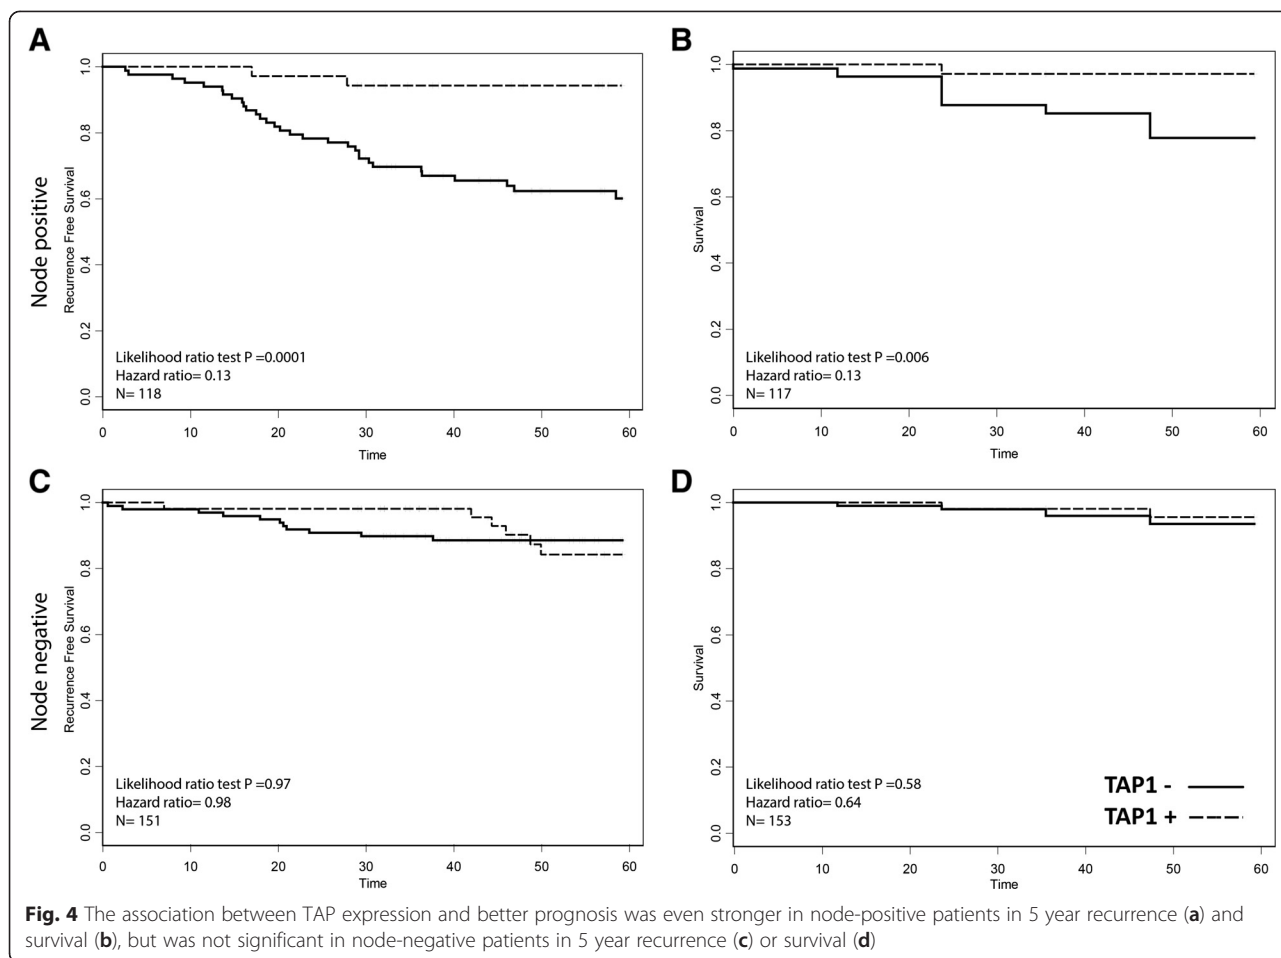 A
B
Node positive
Recurrence Free Survival
0.0 0.2 0.4 0.6 0.8 1.0
Likelihood ratio test P =0.0001
Hazard ratio= 0.13
N= 118
0 10 20 30 40 50 60
Time
Survival
0.0 0.2 0.4 0.6 0.8 1.0
Likelihood ratio test P =0.006
Hazard ratio= 0.13
N= 117
0 10 20 30 40 50 60
Time
C
D
Node negative
Recurrence Free Survival
0.0 0.2 0.4 0.6 0.8 1.0
Likelihood ratio test P =0.97
Hazard ratio= 0.98
N= 151
0 10 20 30 40 50 60
Time
Survival
0.0 0.2 0.4 0.6 0.8 1.0
Likelihood ratio test P =0.58
Hazard ratio= 0.64
N= 153
TAP1 -
TAP1 +
0 10 20 30 40 50 60
Time
Fig. 4 The association between TAP expression and better prognosis was even stronger in node-positive patients in 5 year recurrence (a) and
survival (b), but was not significant in node-negative patients in 5 year recurrence (c) or survival (d)